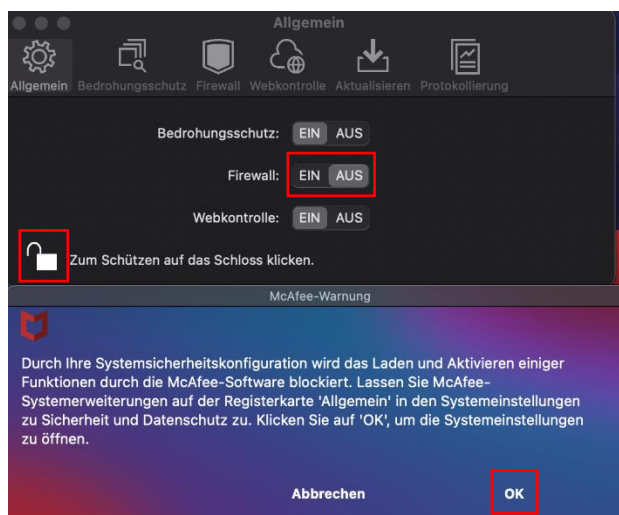 Allgemein
Allgemein Bedrohungsschutz Firewall Webkontrolle Aktualisieren Protokollierung
Bedrohungsschutz: EIN AUS
Firewall: EIN AUS
Webkontrolle: EIN AUS
Zum Schützen auf das Schloss klicken.
McAfee-Warnung
Durch Ihre Systemsicherheitskonfiguration wird das Laden und Aktivieren einiger
Funktionen durch die McAfee-Software blockiert. Lassen Sie McAfee-
Systemerweiterungen auf der Registerkarte 'Allgemein' in den Systemeinstellungen
zu Sicherheit und Datenschutz zu. Klicken Sie auf 'OK', um die Systemeinstellungen
zu öffnen.
Abbrechen OK